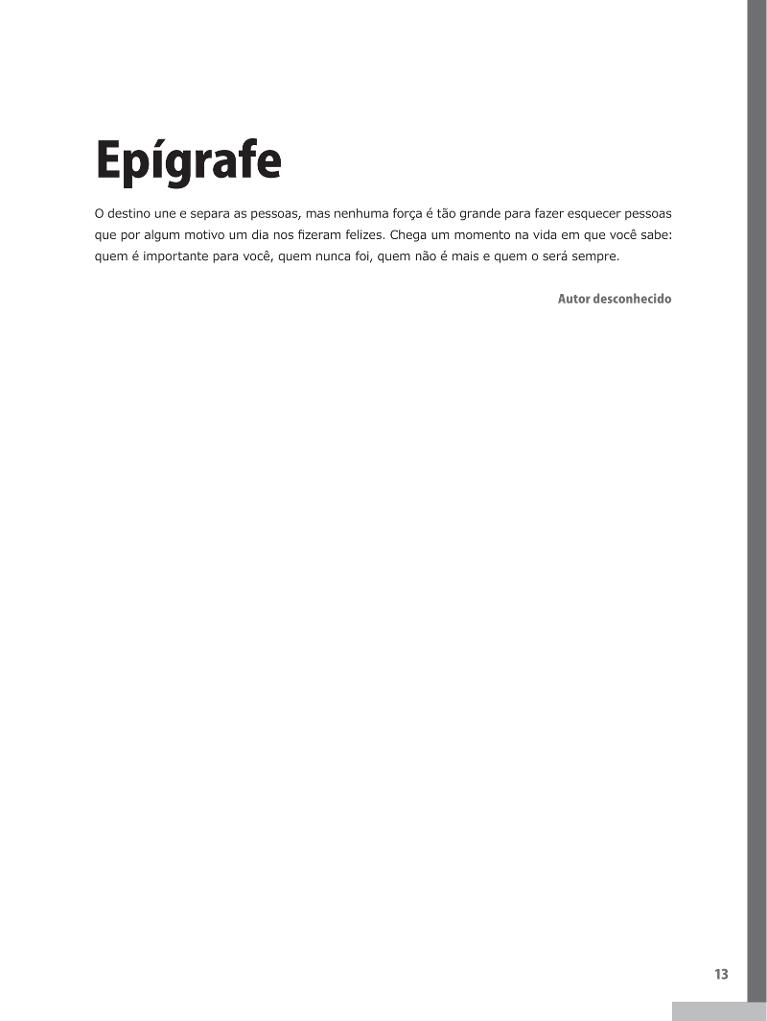 Epígrafe
O destino une e separa as pessoas, mas nenhuma força é tão grande para fazer esquecer pessoas
que por algum motivo um dia nos fizeram felizes. Chega um momento na vida em que você sabe:
quem é importante para você, quem nunca foi, quem não é mais e quem o será sempre.
Autor desconhecido
13